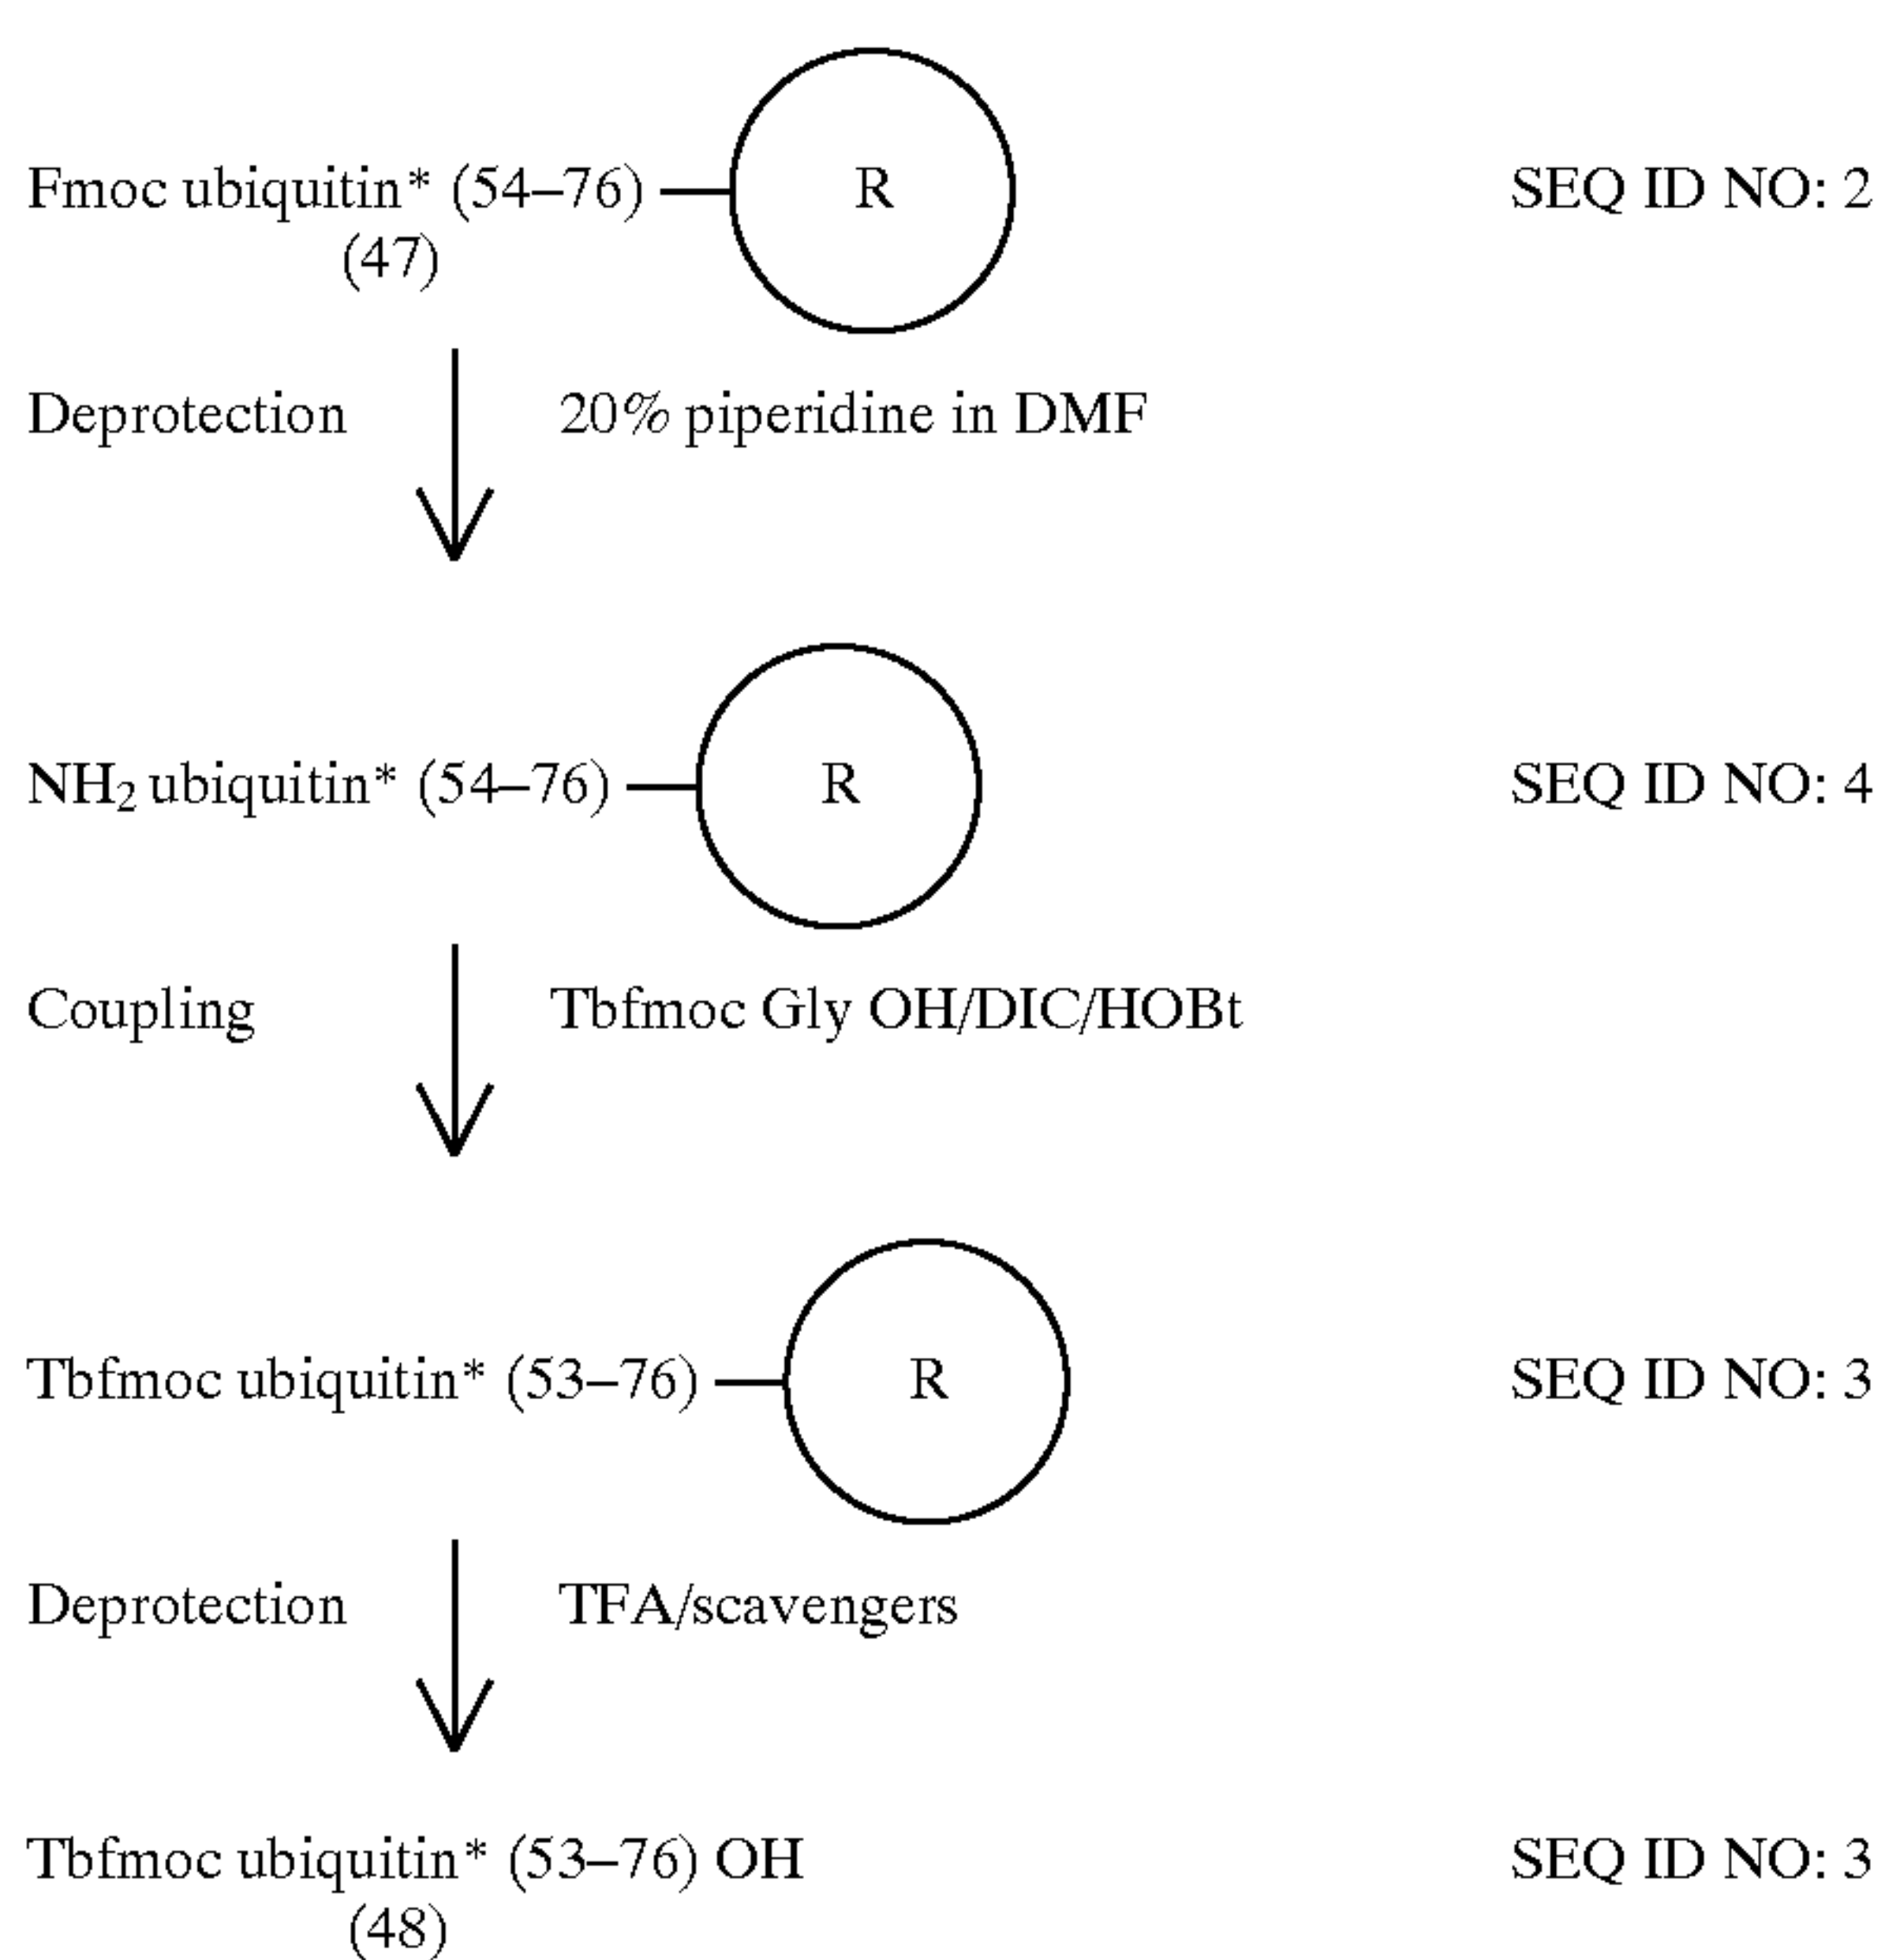 Fmoc ubiquitin* (54–76) R SEQ ID NO: 2
(47)
Deprotection 20% piperidine in DMF
NH₂ ubiquitin* (54–76) R SEQ ID NO: 4
Coupling Tbfmoc Gly OH/DIC/HOBt
Tbfmoc ubiquitin* (53–76) R SEQ ID NO: 3
Deprotection TFA/scavengers
Tbfmoc ubiquitin* (53–76) OH SEQ ID NO: 3
(48)